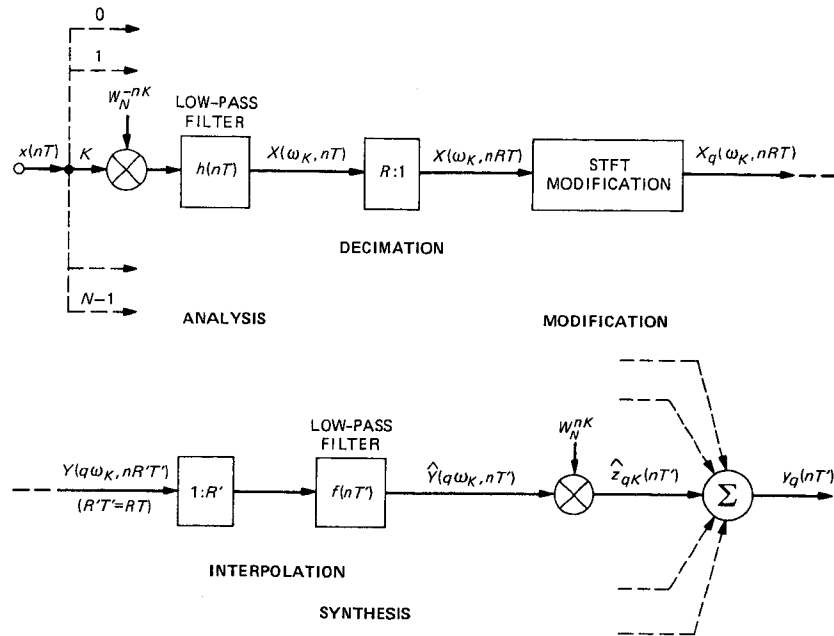 0
1
W_N^{-nK}
LOW-PASS
FILTER
x(nT)
K
h(nT)
X(ω_K, nT)
R:1
X(ω_K, nRT)
STFT
MODIFICATION
X_q(ω_K, nRT)
DECIMATION
N−1
ANALYSIS
MODIFICATION
LOW-PASS
FILTER
W_N^{nK}
Y(qω_K, nR'T')
(R'T'=RT)
1:R'
f(nT')
Ŷ(qω_K, nT')
ẑ_{qK}(nT')
Σ
y_q(nT')
INTERPOLATION
SYNTHESIS